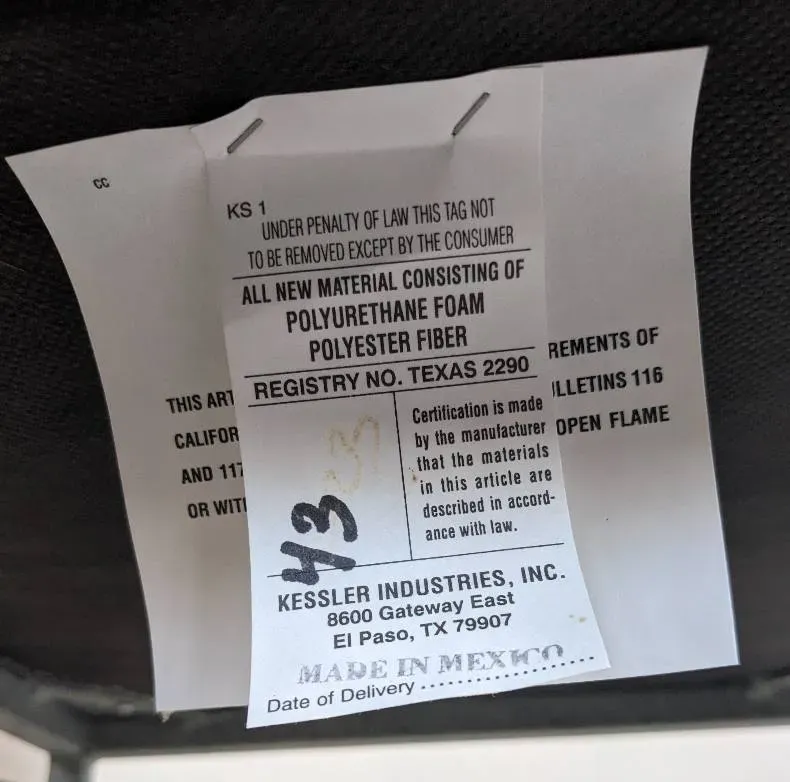 CC
KS 1
UNDER PENALTY OF LAW THIS TAG NOT
TO BE REMOVED EXCEPT BY THE CONSUMER
ALL NEW MATERIAL CONSISTING OF
POLYURETHANE FOAM
POLYESTER FIBER
REGISTRY NO. TEXAS 2290
Certification is made
by the manufacturer
that the materials
in this article are
described in accord-
ance with law.
43
KESSLER INDUSTRIES, INC.
8600 Gateway East
El Paso, TX 79907
MADE IN MEXICO
Date of Delivery
THIS ART
CALIFOR
AND 117
OR WIT
REMENTS OF
LLETINS 116
OPEN FLAME